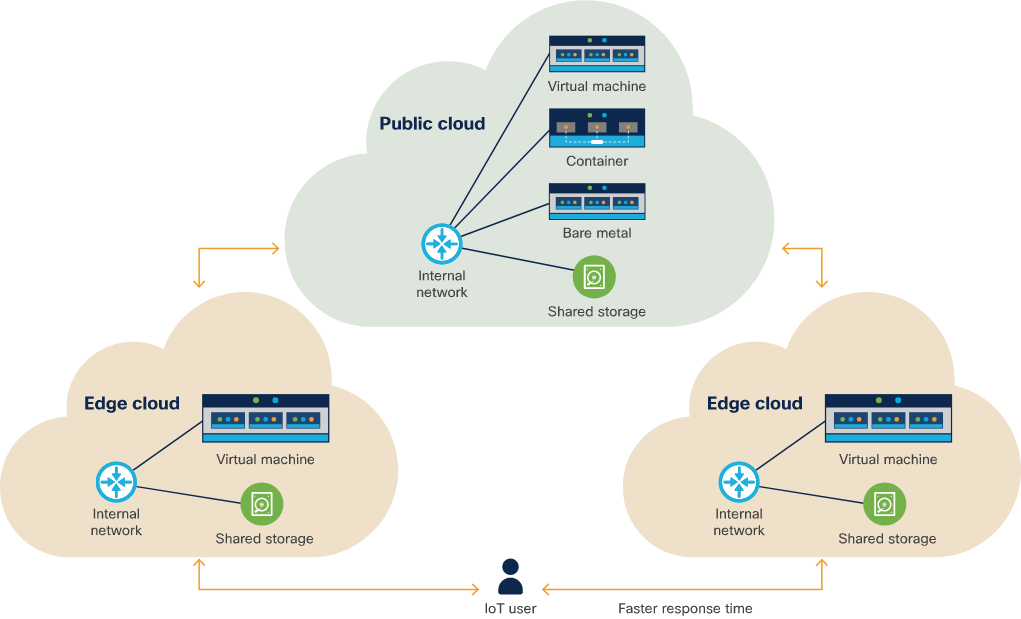 Virtual machine
Public cloud
Container
Bare metal
Internal
network
Shared storage
Edge cloud
Virtual machine
Internal
network
Shared storage
Edge cloud
Virtual machine
Internal
network
Shared storage
IoT user
Faster response time